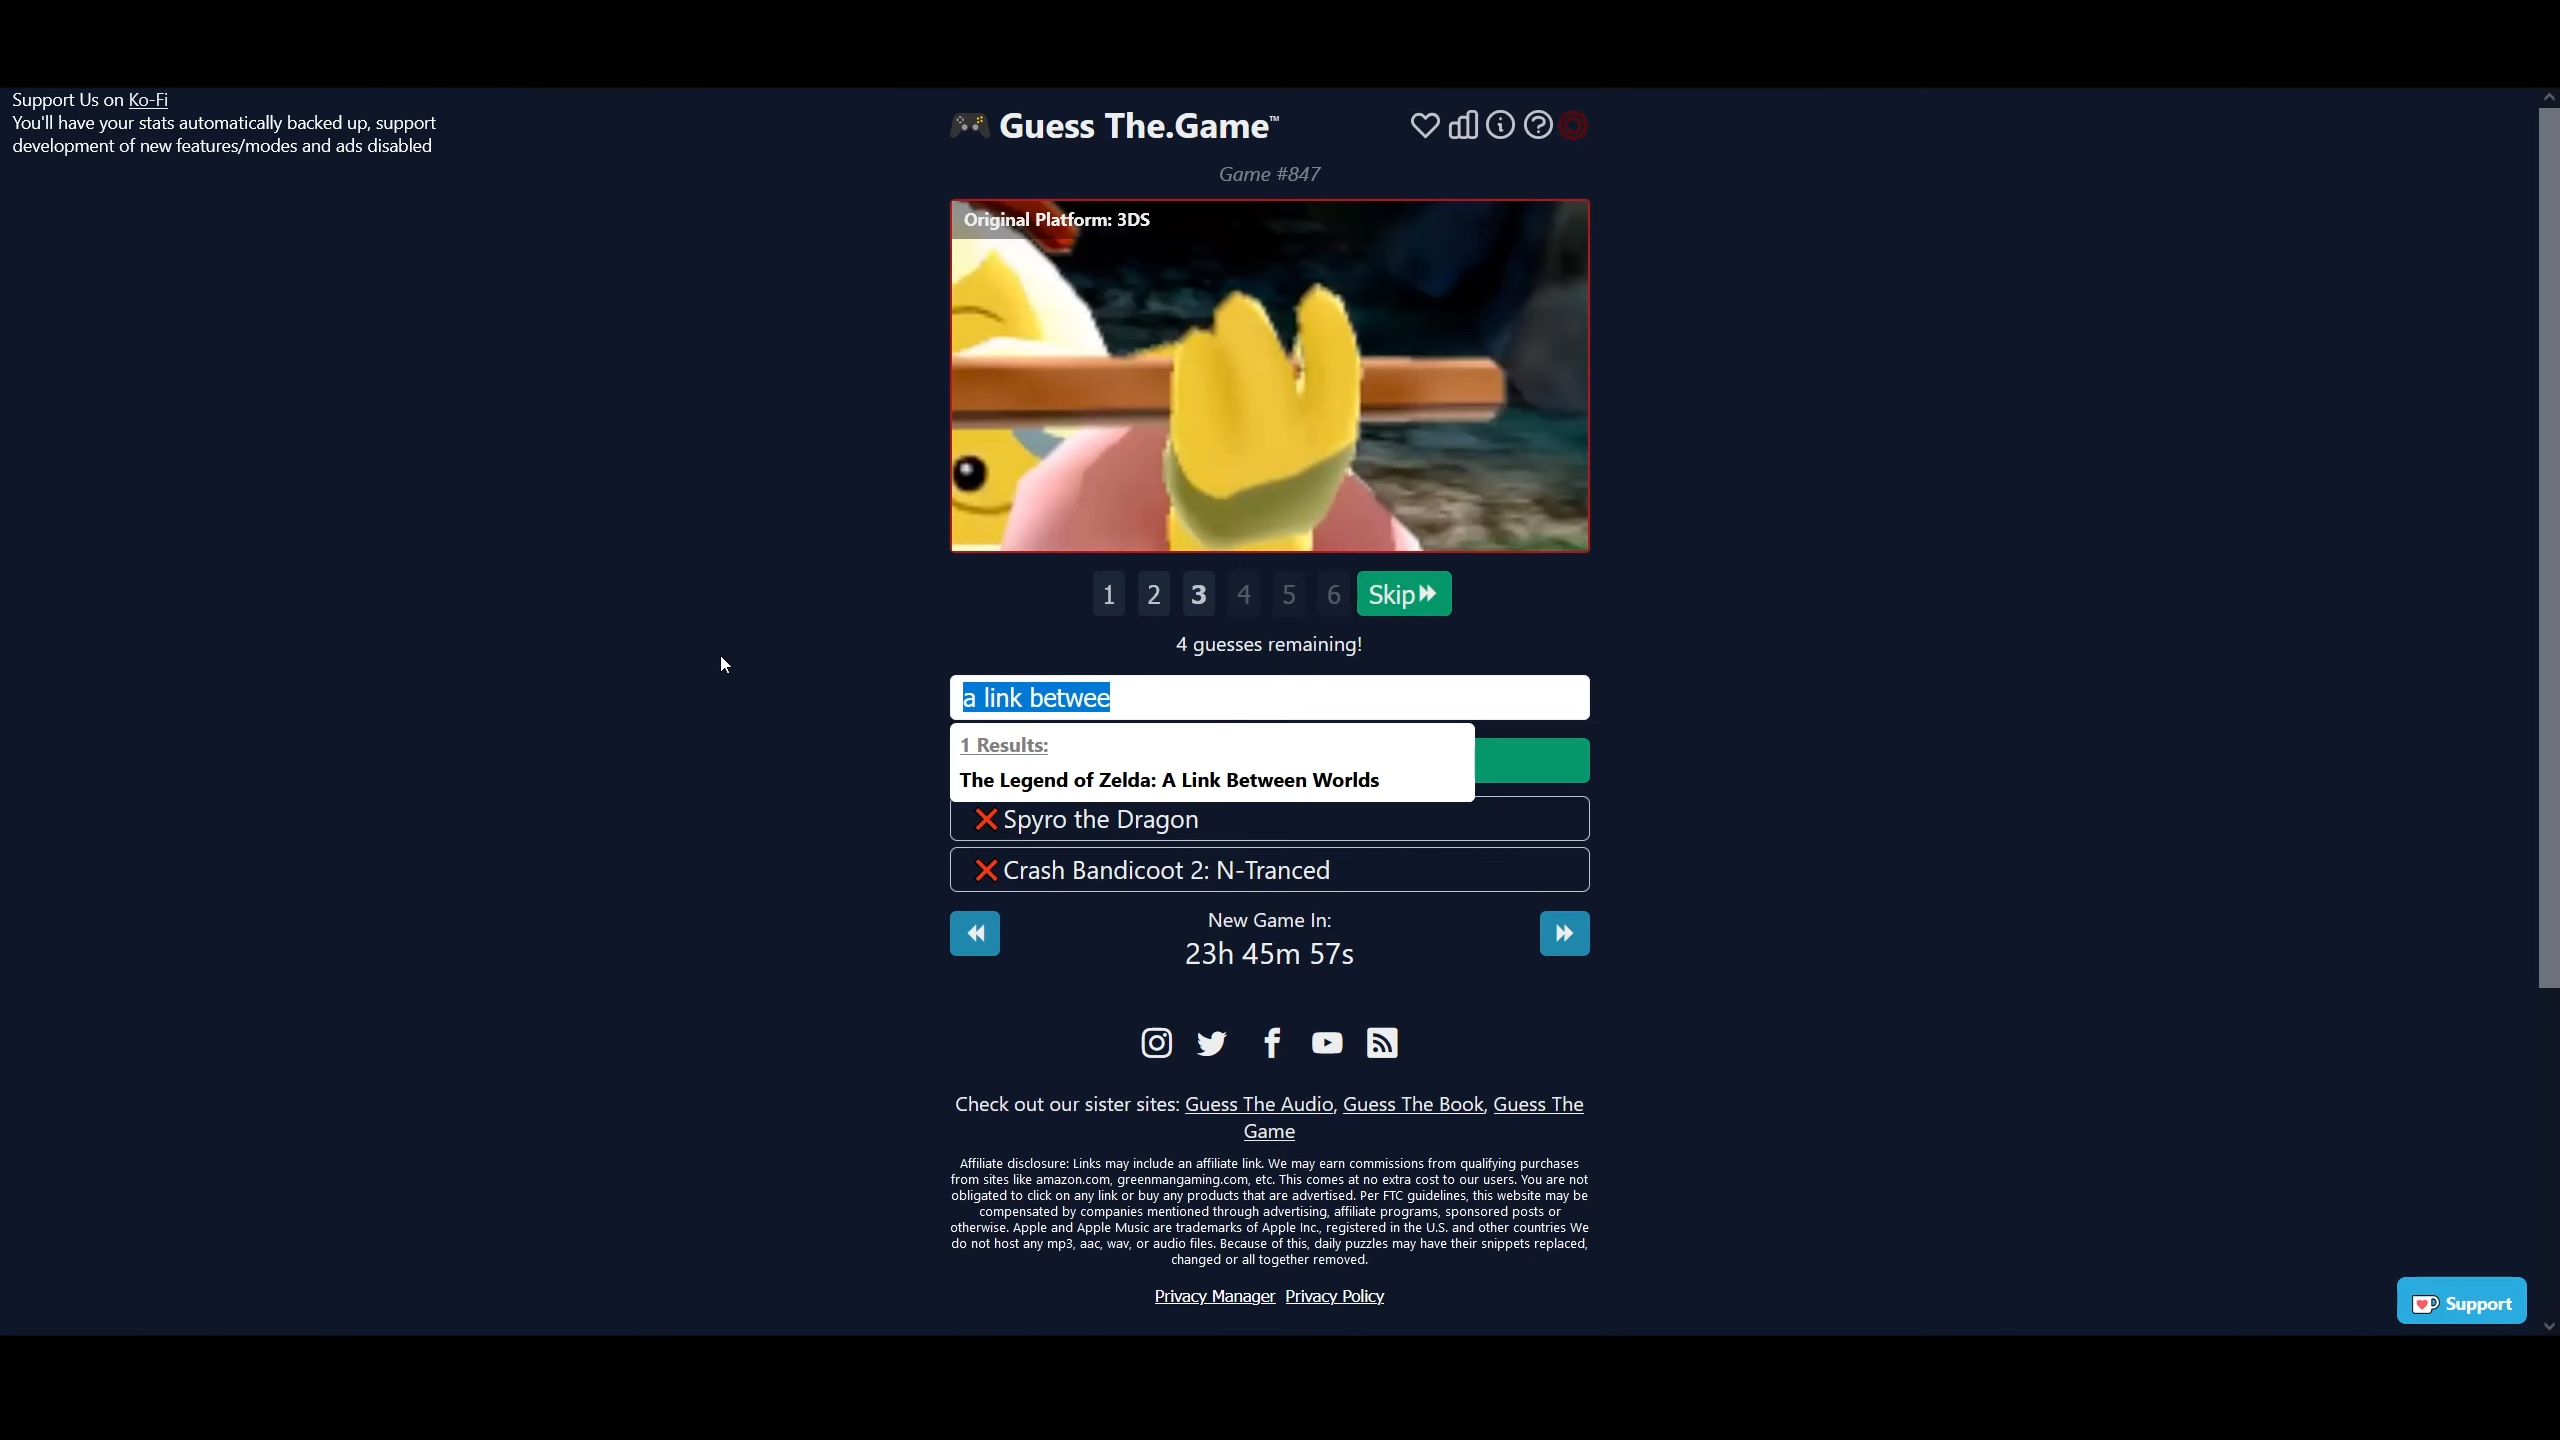 Support Us on Ko-Fi
You'll have your stats automatically backed up, support
development of new features/modes and ads disabled
Guess The.Game™
Game #847
Original Platform: 3DS
1 2 3 4 5 6 Skip
4 guesses remaining!
a link betwee
1 Results:
The Legend of Zelda: A Link Between Worlds
Spyro the Dragon
Crash Bandicoot 2: N-Tranced
New Game In:
23h 45m 57s
Check out our sister sites: Guess The Audio, Guess The Book, Guess The
Game
Affiliate disclosure: Links may include an affiliate link. We may earn commissions from qualifying purchases
from sites like amazon.com, greenmangaming.com, etc. This comes at no extra cost to our users. You are not
obligated to click on any link or buy any products that are advertised. Per FTC guidelines, this website may be
compensated by companies mentioned through advertising, affiliate programs, sponsored posts or
otherwise. Apple and Apple Music are trademarks of Apple Inc., registered in the U.S. and other countries We
do not host any mp3, aac, wav, or audio files. Because of this, daily puzzles may have their snippets replaced,
changed or all together removed.
Privacy Manager Privacy Policy
Support